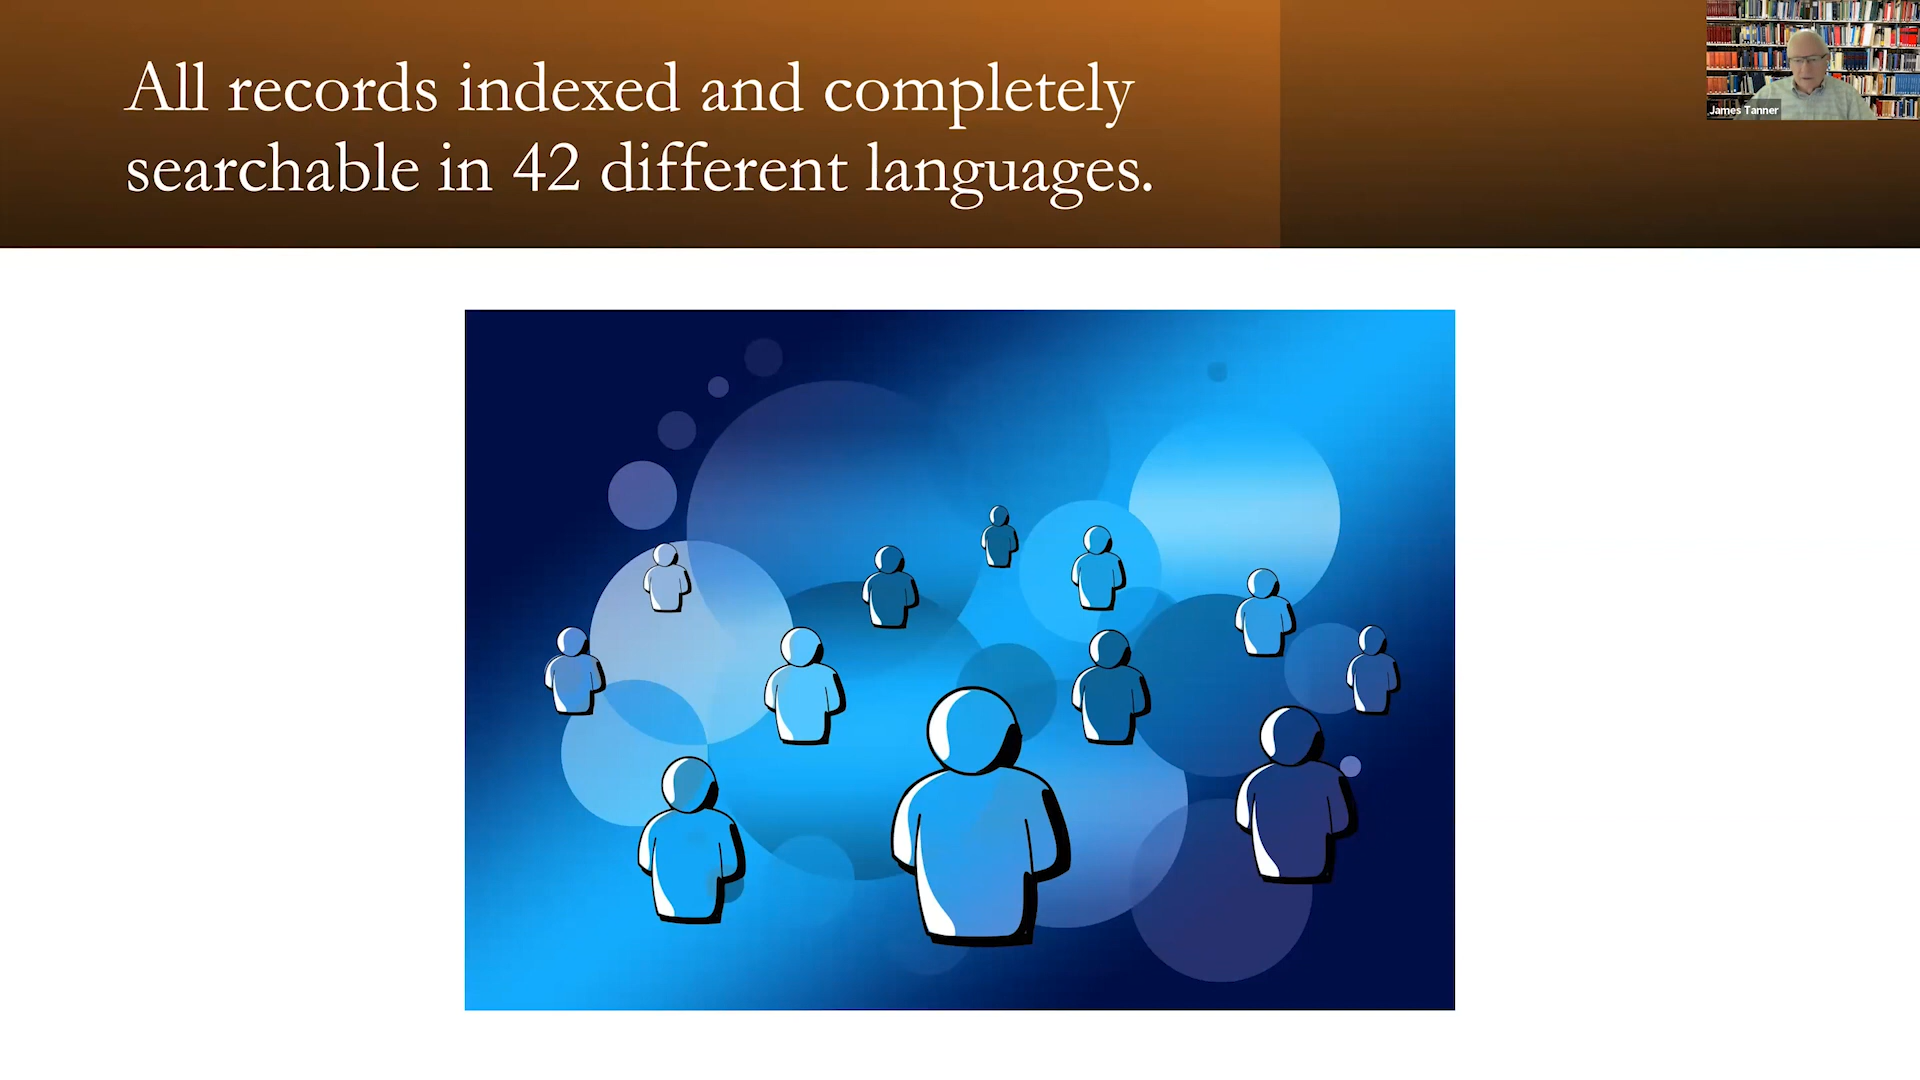 All records indexed and completely
searchable in 42 different languages.
James Tanner